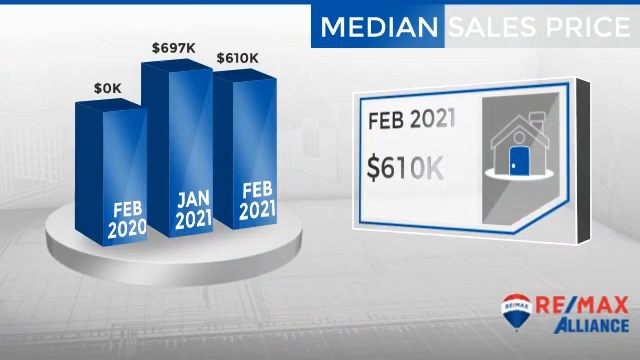 MEDIAN SALES PRICE
$0K
$697K
$610K
FEB
2020
JAN
2021
FEB
2021
FEB 2021
$610K
RE/MAX
RE/MAX
ALLIANCE